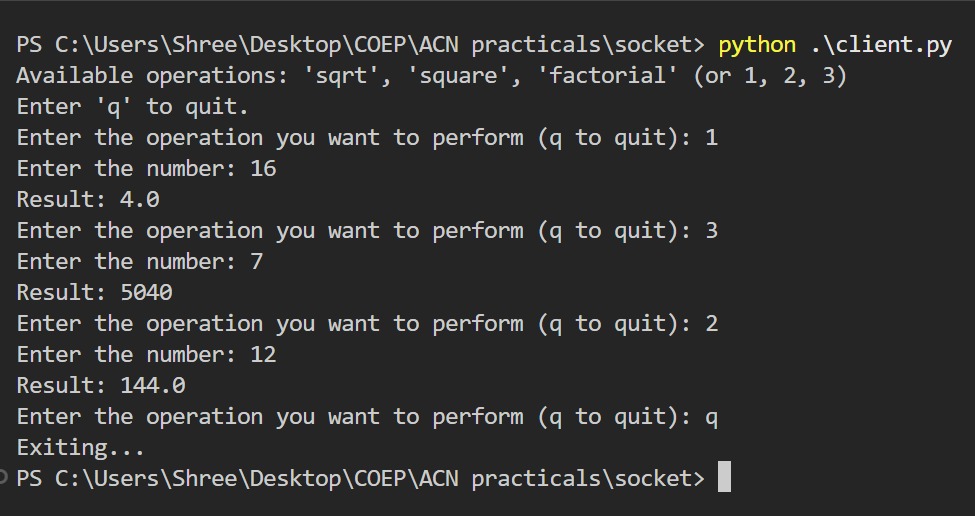 PS C:\Users\Shree\Desktop\COEP\ACN practicals\socket> python .\client.py
Available operations: 'sqrt', 'square', 'factorial' (or 1, 2, 3)
Enter 'q' to quit.
Enter the operation you want to perform (q to quit): 1
Enter the number: 16
Result: 4.0
Enter the operation you want to perform (q to quit): 3
Enter the number: 7
Result: 5040
Enter the operation you want to perform (q to quit): 2
Enter the number: 12
Result: 144.0
Enter the operation you want to perform (q to quit): q
Exiting...
PS C:\Users\Shree\Desktop\COEP\ACN practicals\socket>